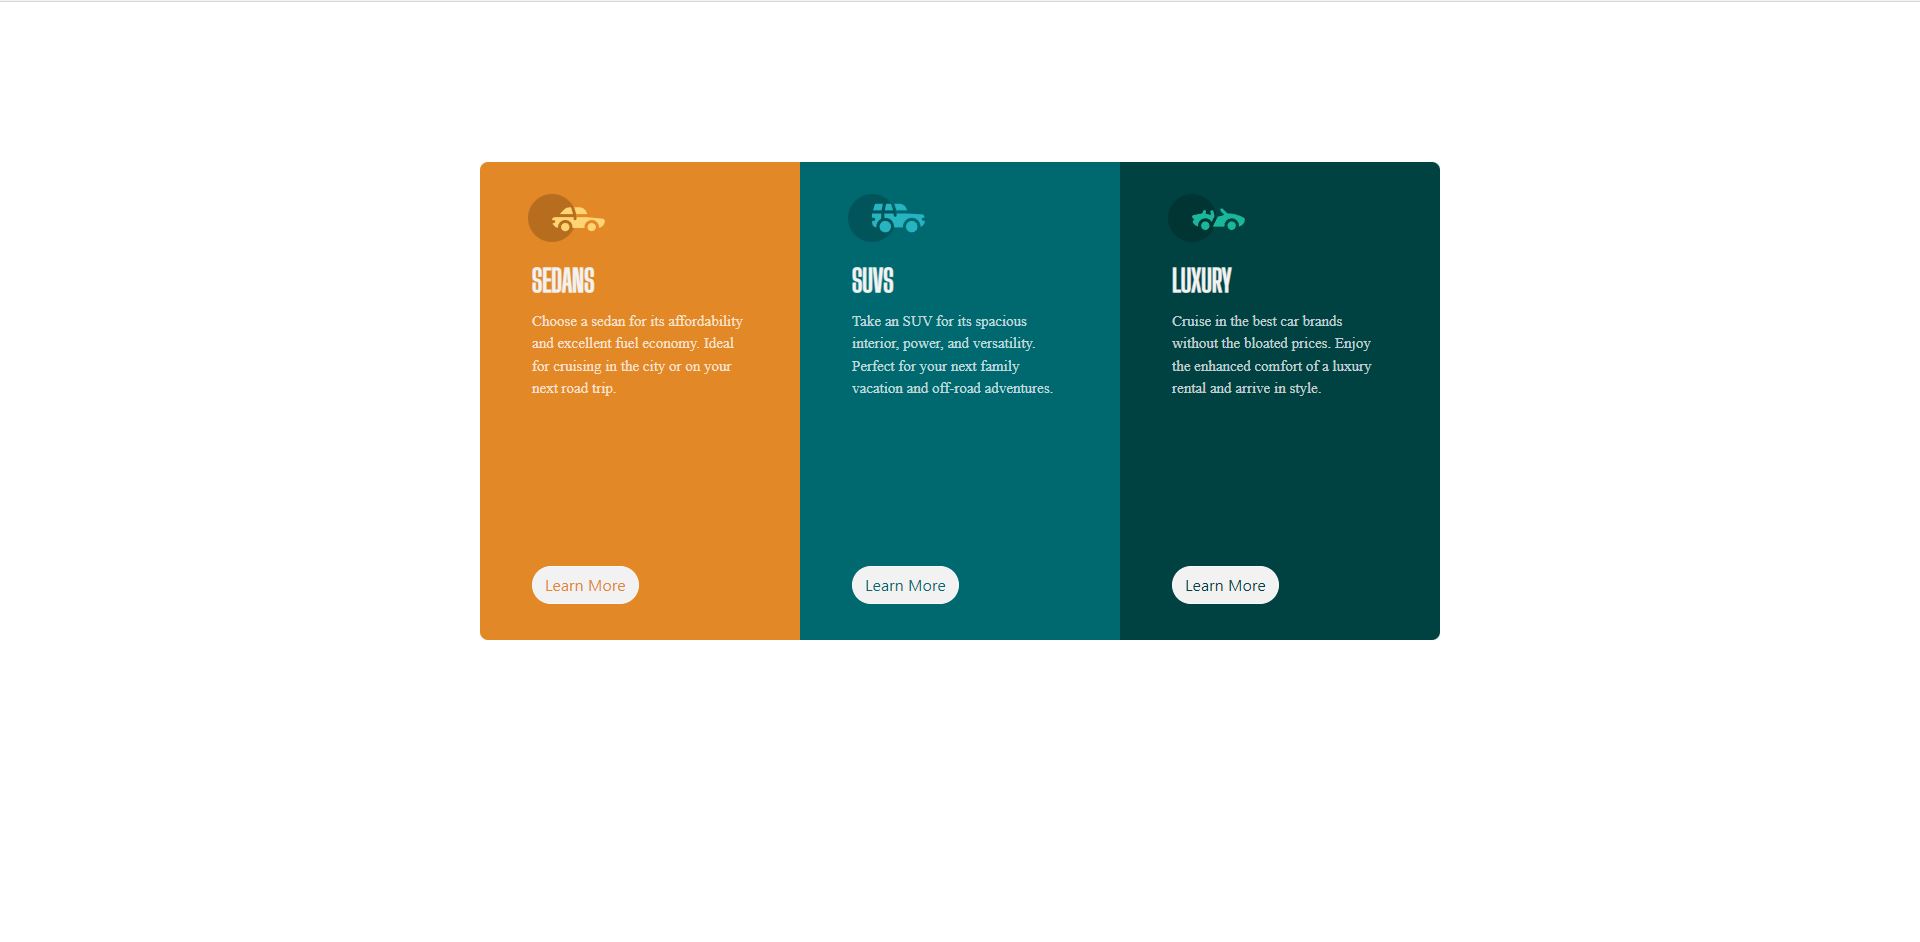 SEDANS
Choose a sedan for its affordability
and excellent fuel economy. Ideal
for cruising in the city or on your
next road trip.
Learn More
SUVS
Take an SUV for its spacious
interior, power, and versatility.
Perfect for your next family
vacation and off-road adventures.
Learn More
LUXURY
Cruise in the best car brands
without the bloated prices. Enjoy
the enhanced comfort of a luxury
rental and arrive in style.
Learn More